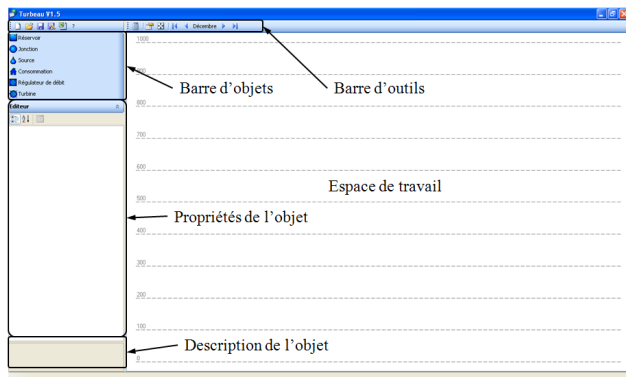 Turbeau V1.5
? Décembre
Réservoir
Jonction
Source
Consommation
Régulateur de débit
Turbine
Barre d'objets
Barre d'outils
Editeur
1000
800
700
600
Espace de travail
500
Propriétés de l'objet
400
300
200
100
Description de l'objet
0